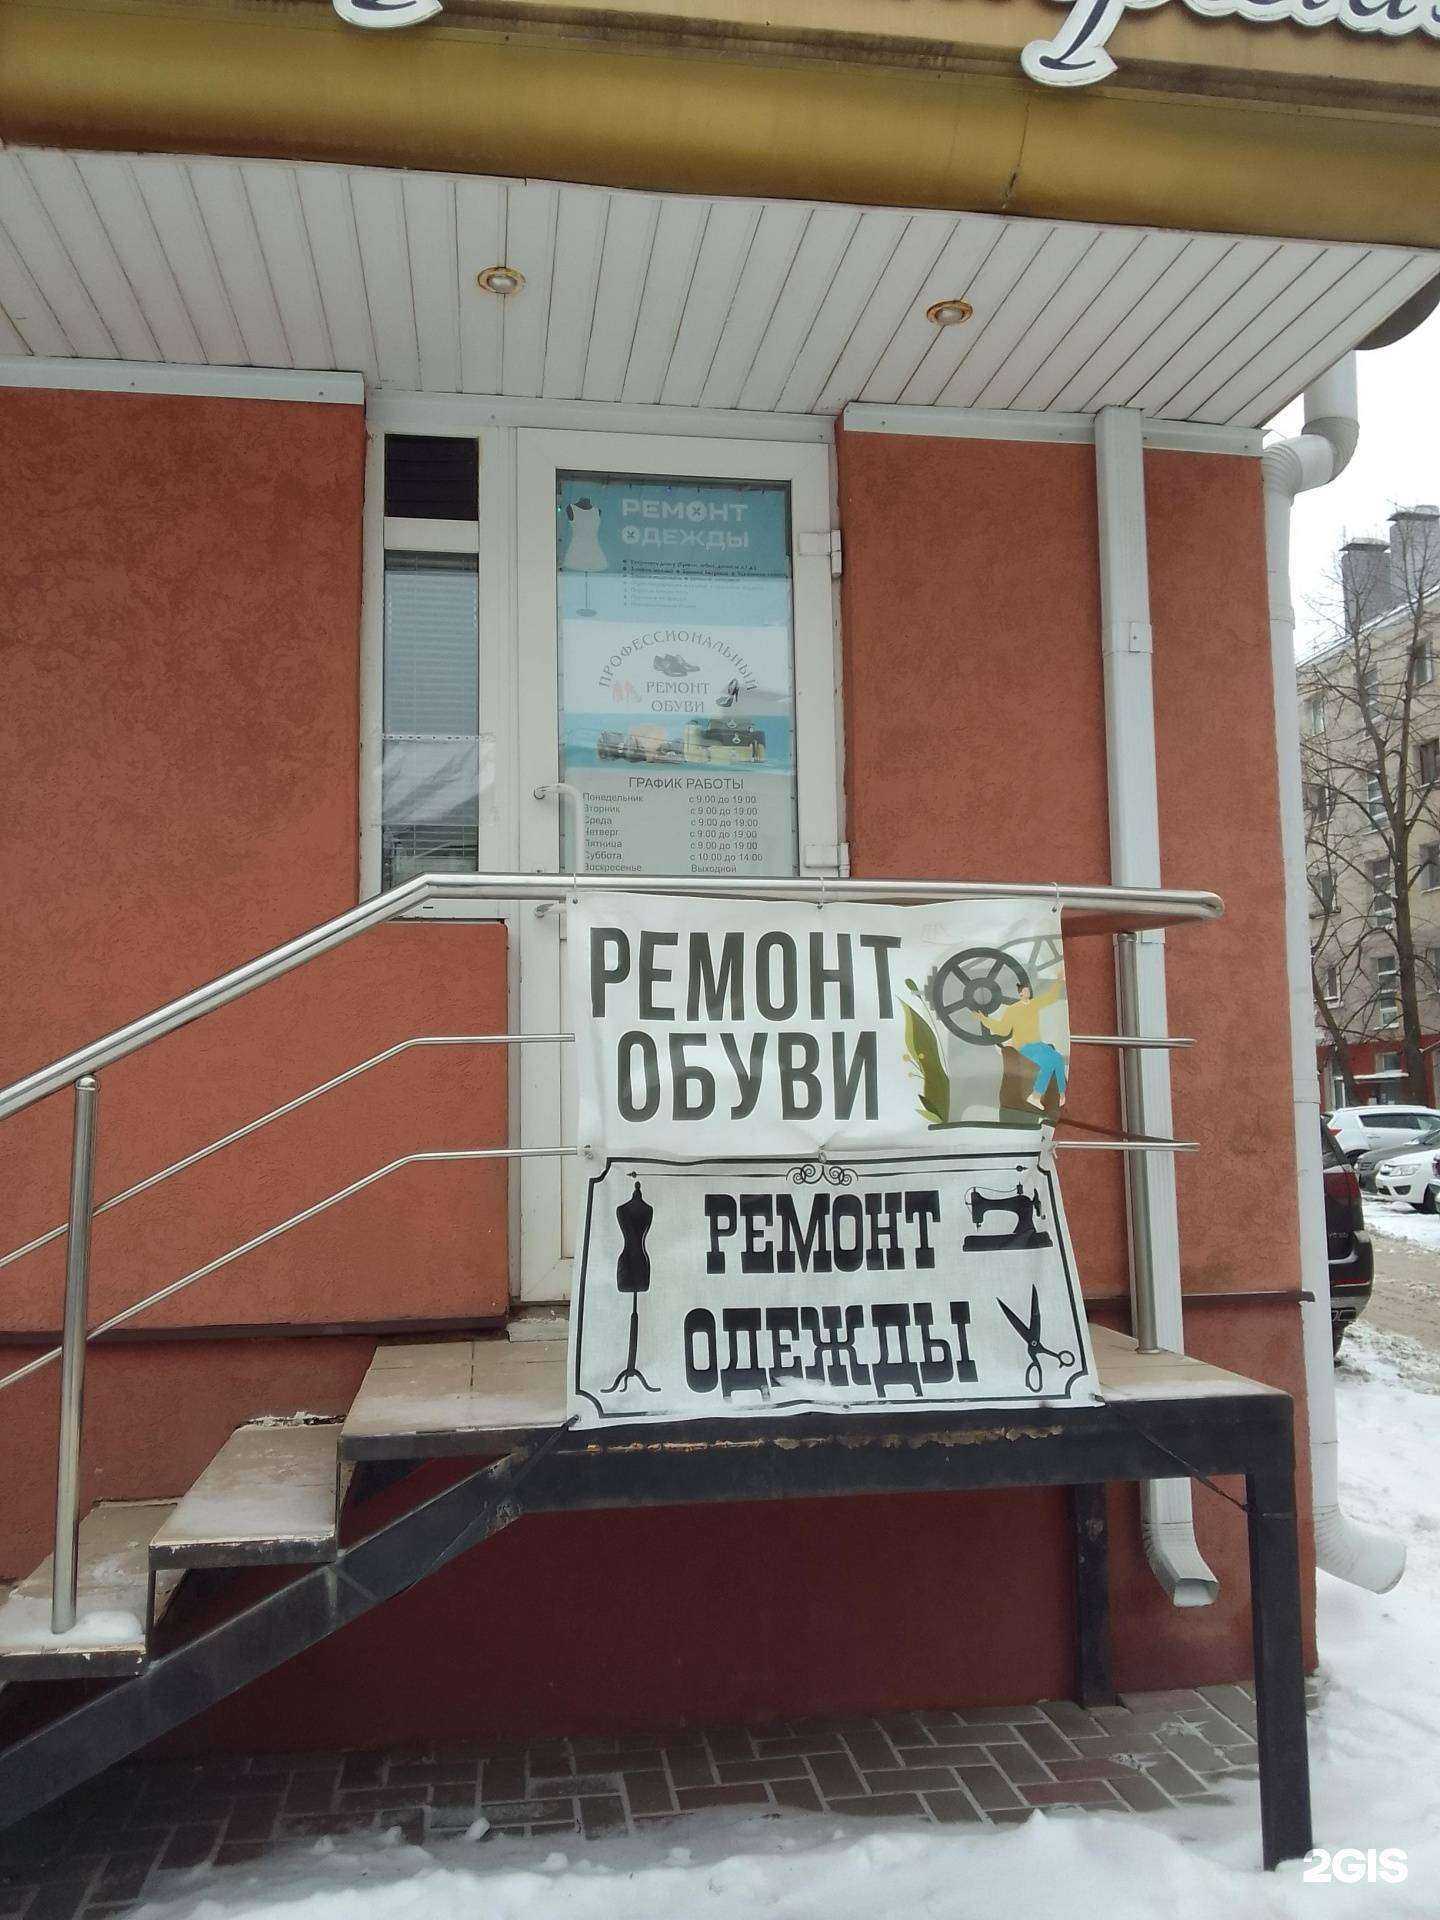 РЕМОНТ
ОДЕЖДЫ
ПРОФЕССИОНАЛЬНЫЙ
РЕМОНТ
ОБУВИ
ГРАФИК РАБОТЫ
Понедельник с 9:00 до 19:00
Вторник с 9:00 до 19:00
Среда с 9:00 до 19:00
Четверг с 9:00 до 19:00
Пятница с 9:00 до 19:00
Суббота с 10:00 до 14:00
Воскресенье Выходной
РЕМОНТ
ОБУВИ
РЕМОНТ
ОДЕЖДЫ
2GIS